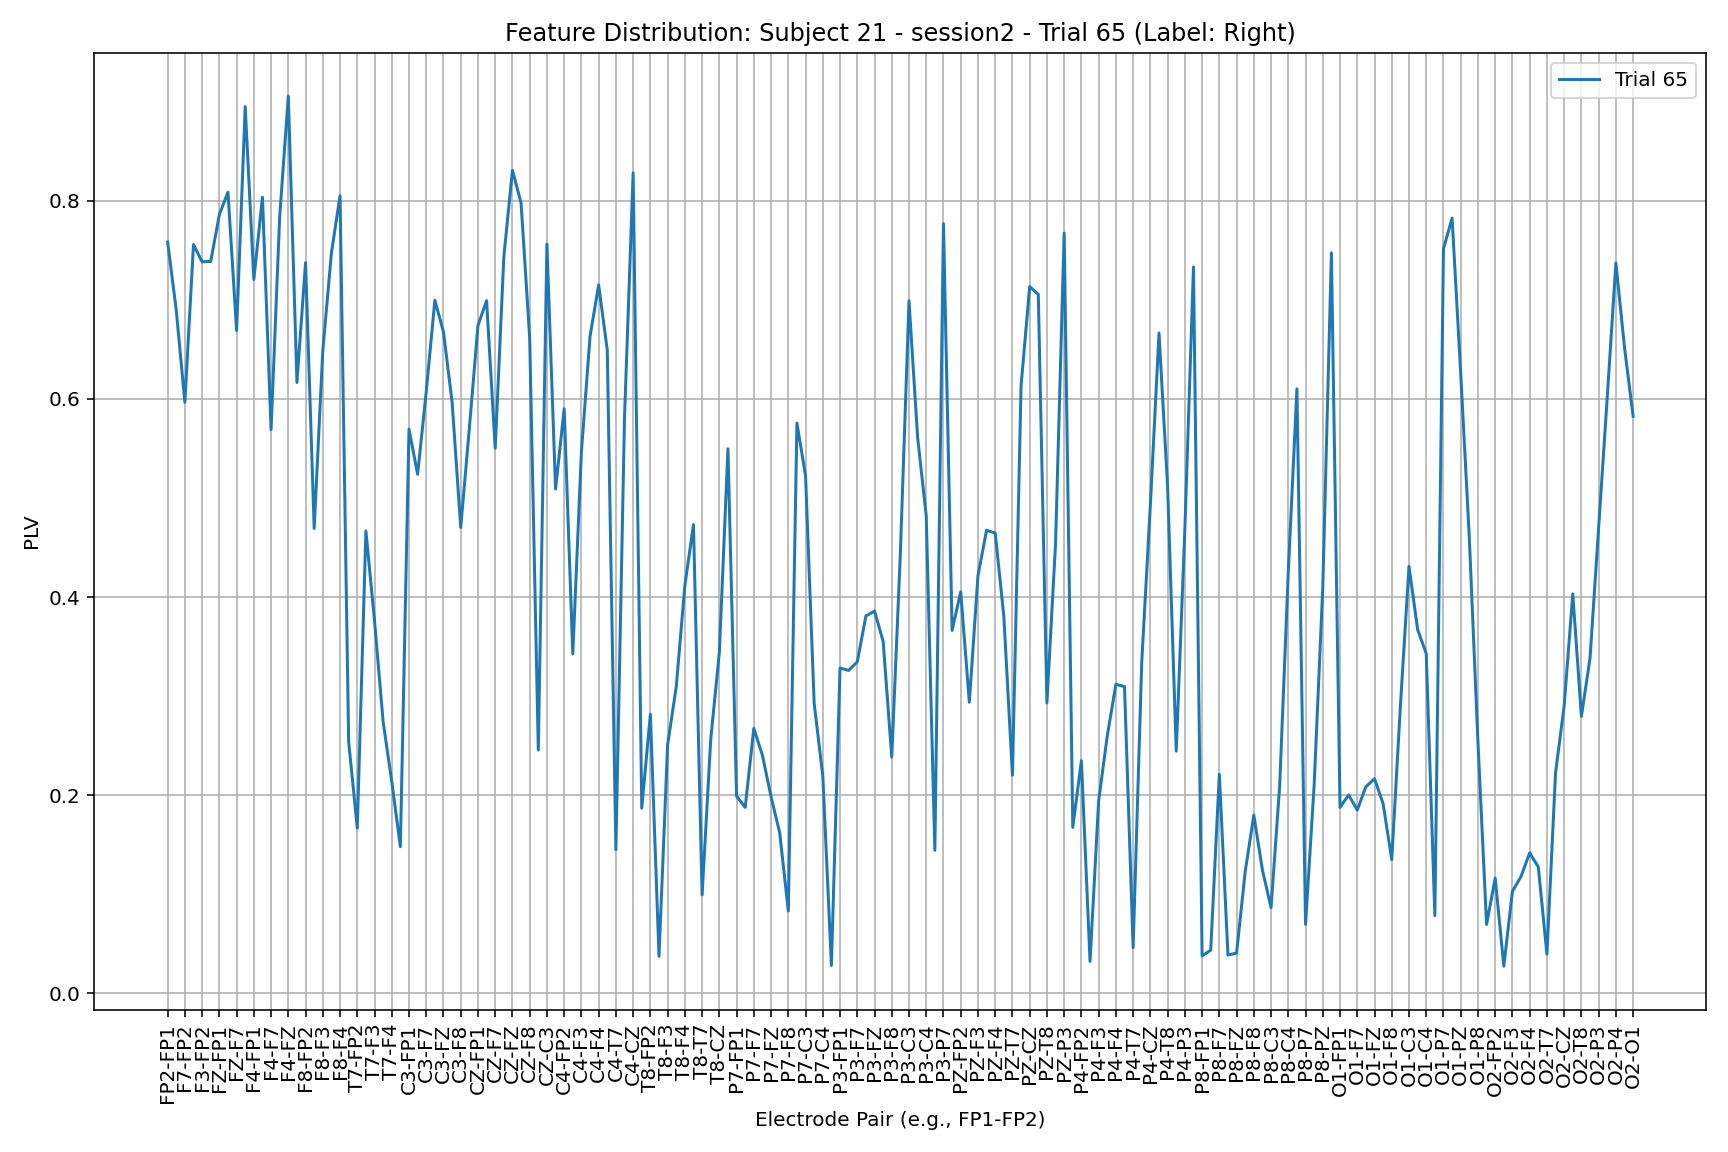 Feature Distribution: Subject 21 - session2 - Trial 65 (Label: Right)
Trial 65
PLV
0.8
0.6
0.4
0.2
0.0
FP2-FP1
F7-FP2
F3-FP2
FZ-FP1
FZ-F7
F4-FP1
F4-F7
F4-FZ
F8-FP2
F8-F3
F8-F4
T7-FP2
T7-F3
T7-F4
C3-FP1
C3-F7
C3-FZ
C3-F8
CZ-FP1
CZ-F7
CZ-FZ
CZ-F8
CZ-C3
C4-FP2
C4-F3
C4-F4
C4-T7
C4-CZ
T8-FP2
T8-F3
T8-F4
T8-T7
T8-CZ
P7-FP1
P7-F7
P7-FZ
P7-F8
P7-C3
P7-C4
P3-FP1
P3-F7
P3-FZ
P3-F8
P3-C3
P3-C4
P3-P7
PZ-FP2
PZ-F3
PZ-F4
PZ-T7
PZ-CZ
PZ-T8
PZ-P3
P4-FP2
P4-F3
P4-F4
P4-T7
P4-CZ
P4-T8
P4-P3
P8-FP1
P8-F7
P8-FZ
P8-F8
P8-C3
P8-C4
P8-P7
P8-PZ
O1-FP1
O1-F7
O1-FZ
O1-F8
O1-C3
O1-C4
O1-P7
O1-PZ
O1-P8
O2-FP2
O2-F3
O2-F4
O2-T7
O2-CZ
O2-T8
O2-P3
O2-P4
O2-O1
Electrode Pair (e.g., FP1-FP2)